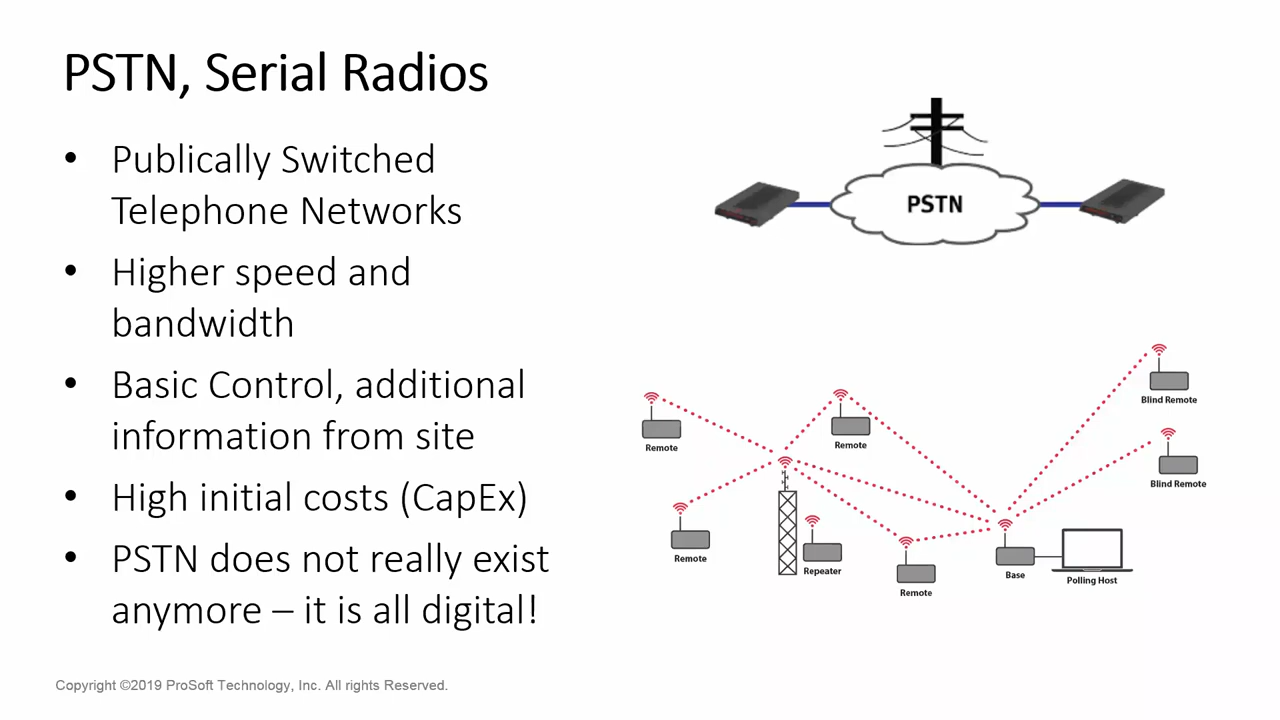 PSTN, Serial Radios
• Publically Switched
Telephone Networks
• Higher speed and
bandwidth
• Basic Control, additional
information from site
• High initial costs (CapEx)
• PSTN does not really exist
anymore – it is all digital!
PSTN
Blind Remote
Remote
Remote
Blind Remote
Remote
Repeater
Remote
Base
Polling Host
Copyright ©2019 ProSoft Technology, Inc. All rights Reserved.